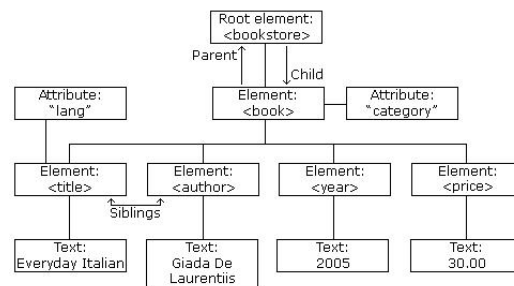 Root element:
<bookstore>
Parent
Child
Attribute:
"lang"
Element:
<book>
Attribute:
"category"
Element:
<title>
Element:
<author>
Element:
<year>
Element:
<price>
Siblings
Text:
Everyday Italian
Text:
Giada De
Laurentiis
Text:
2005
Text:
30.00